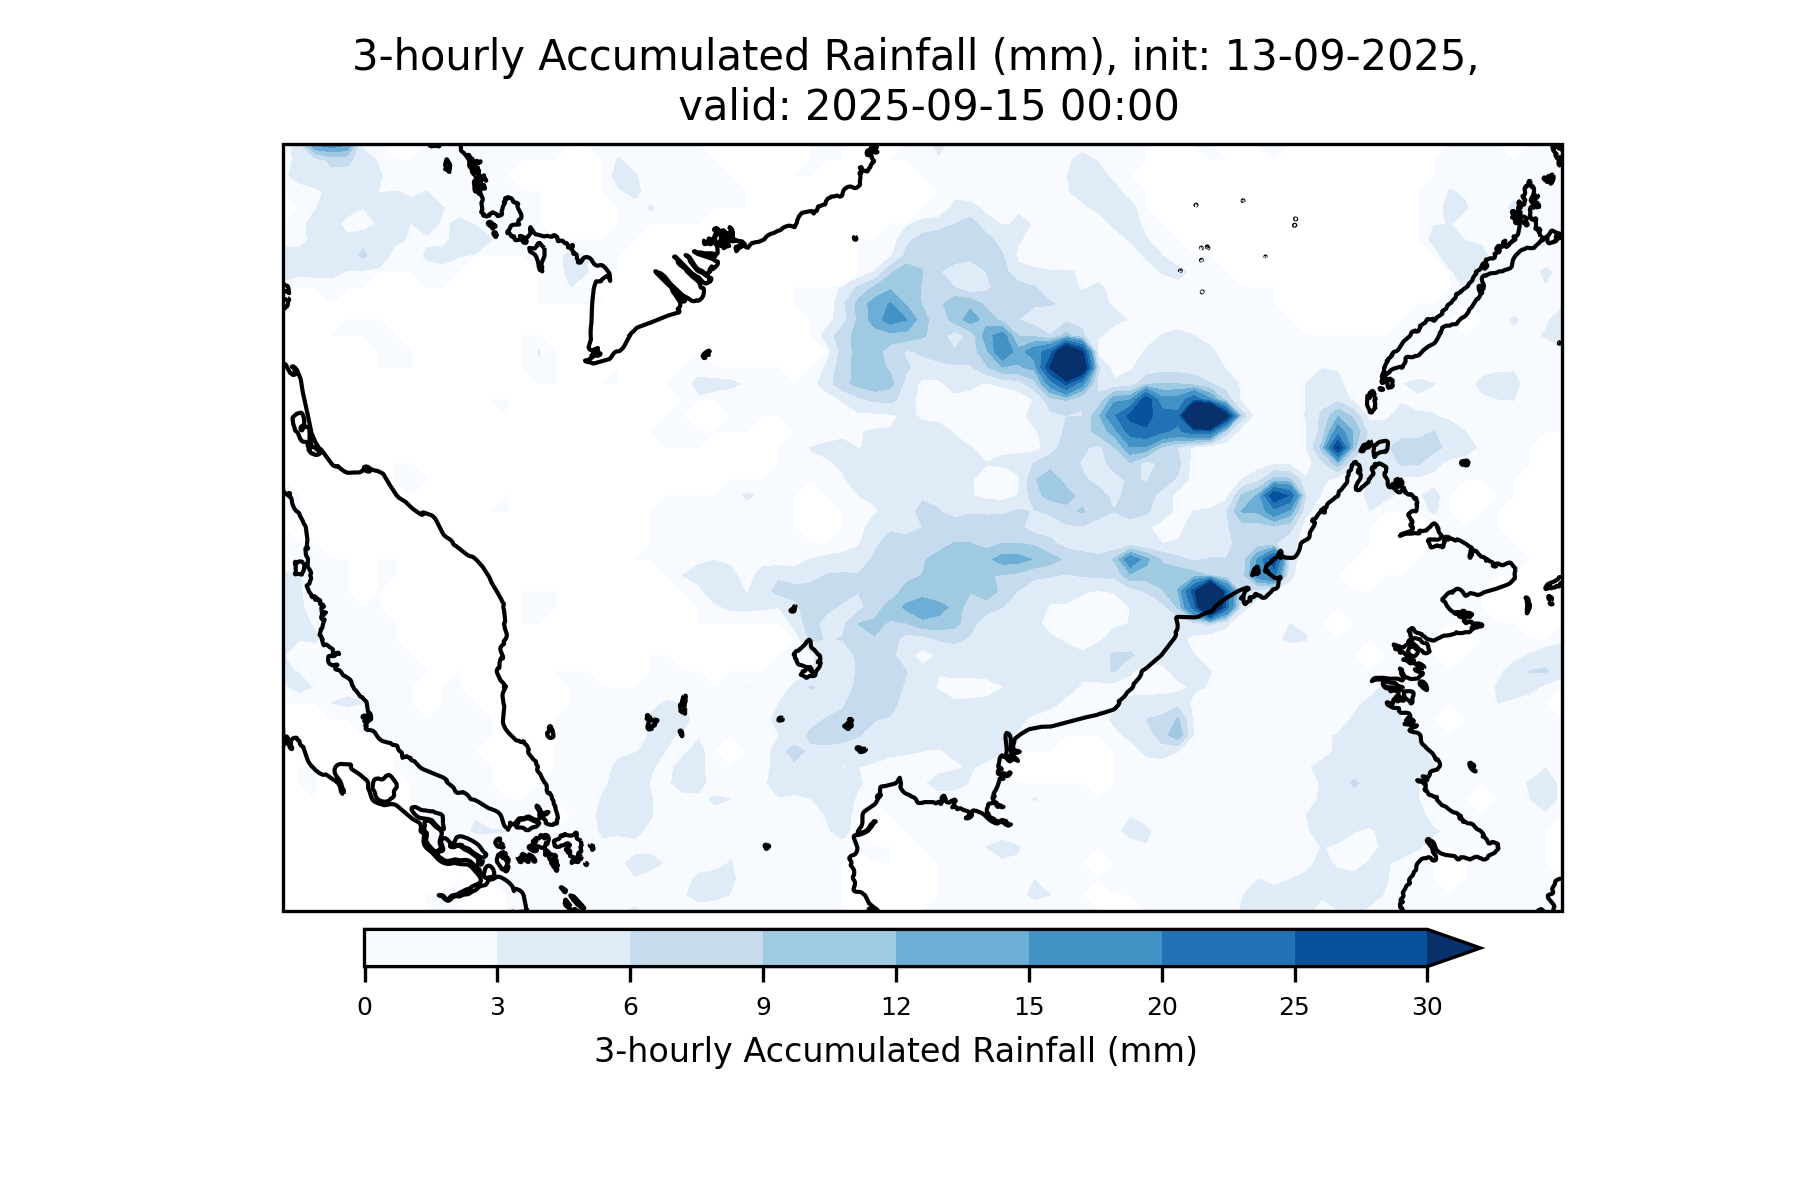 3-hourly Accumulated Rainfall (mm), init: 13-09-2025,
valid: 2025-09-15 00:00
0 3 6 9 12 15 20 25 30
3-hourly Accumulated Rainfall (mm)